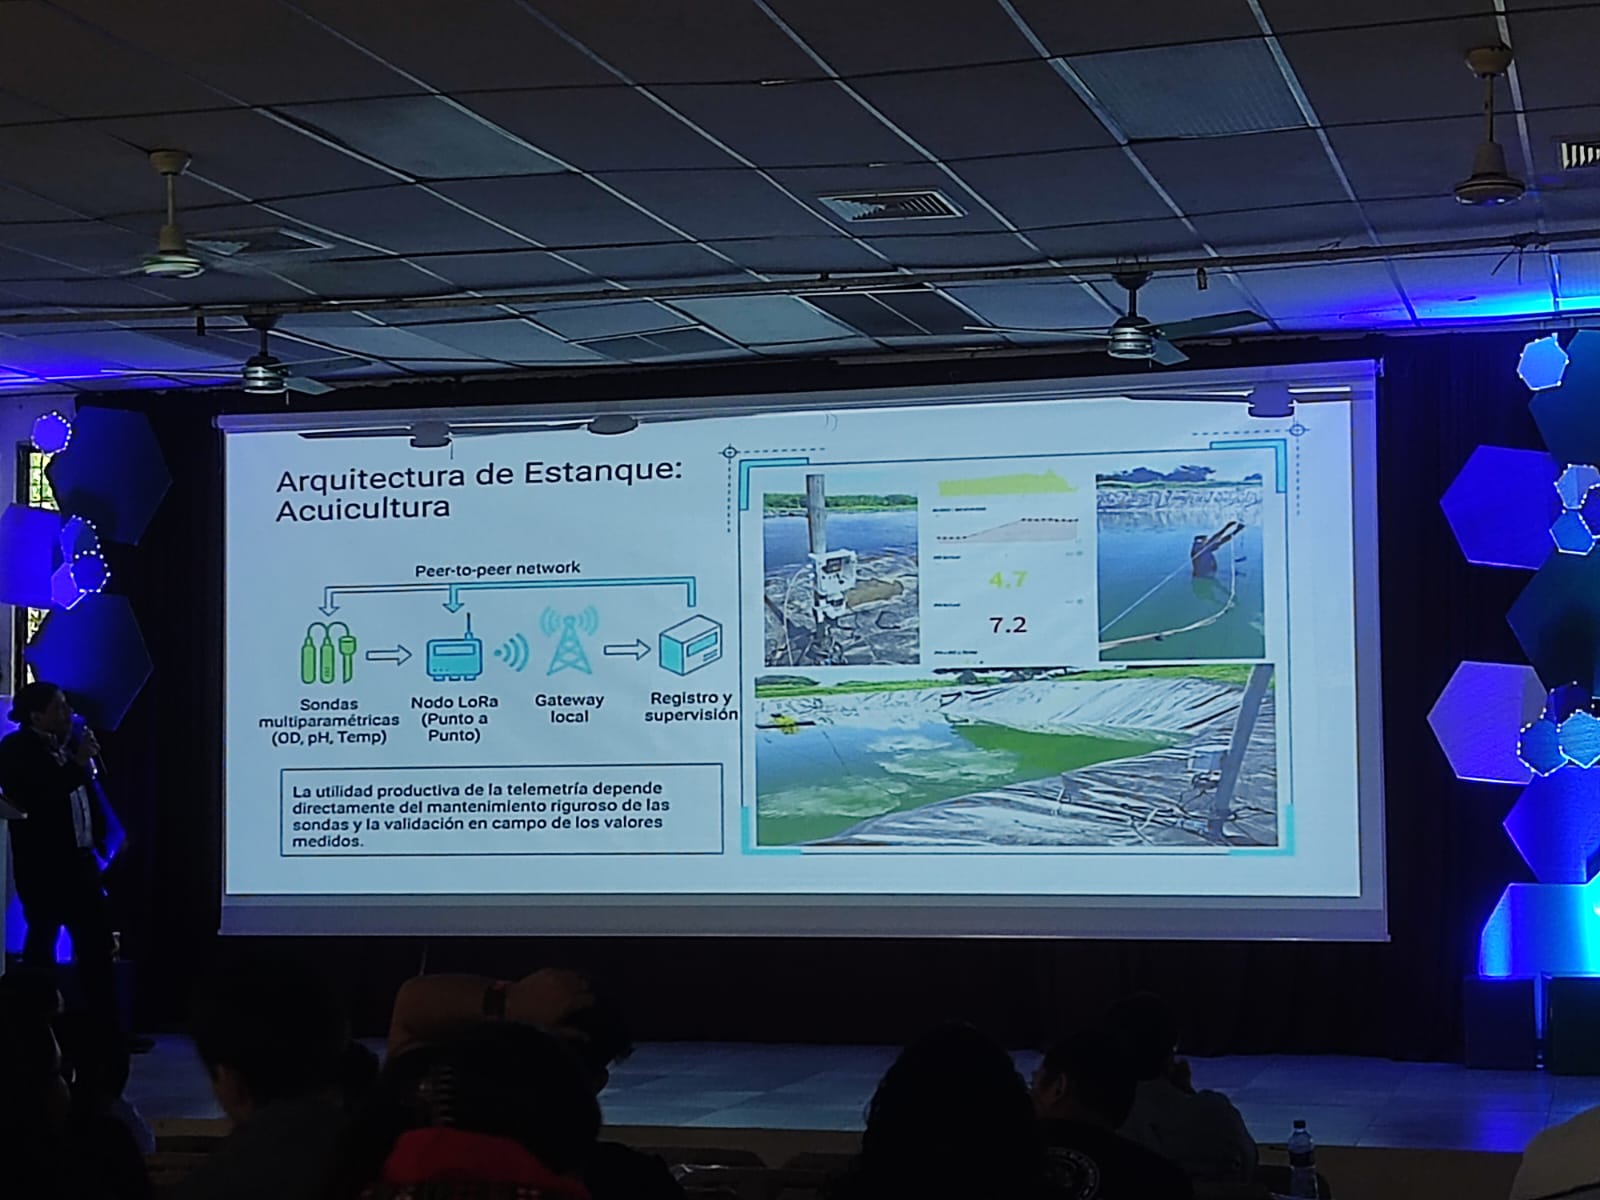 Arquitectura de Estanque:
Acuicultura
Peer-to-peer network
Sondas
multiparamétricas
(OD, pH, Temp)
Nodo LoRa
(Punto a
Punto)
Gateway
local
Registro y
supervisión
La utilidad productiva de la telemetría depende
directamente del mantenimiento riguroso de las
sondas y la validación en campo de los valores
medidos.
4.7
7.2